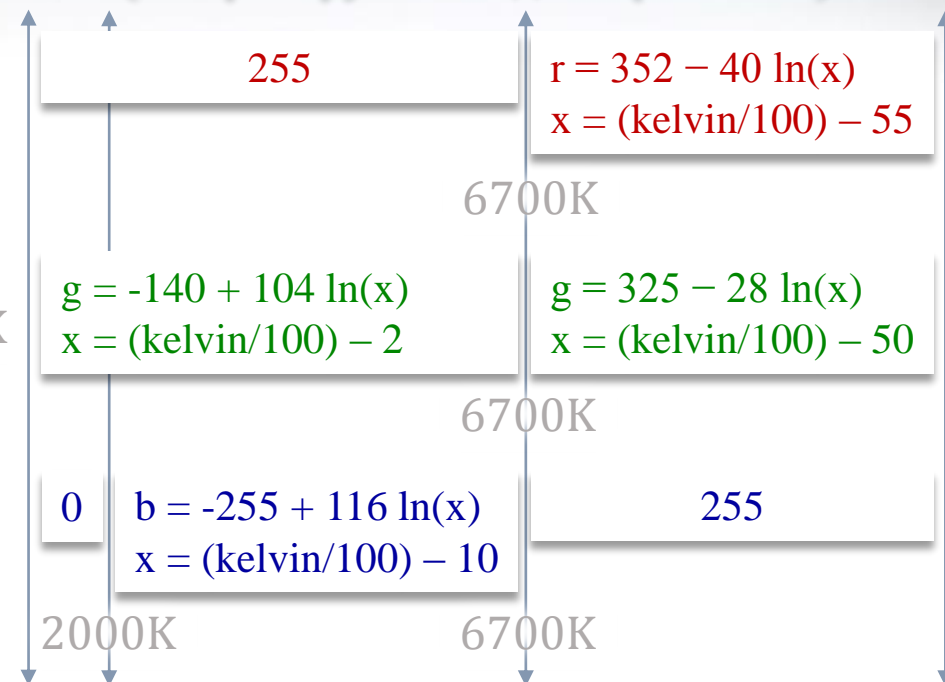 255
r = 352 − 40 ln(x)
x = (kelvin/100) – 55
6700K
g = -140 + 104 ln(x)
x = (kelvin/100) – 2
g = 325 − 28 ln(x)
x = (kelvin/100) – 50
6700K
0
b = -255 + 116 ln(x)
x = (kelvin/100) – 10
255
2000K
6700K